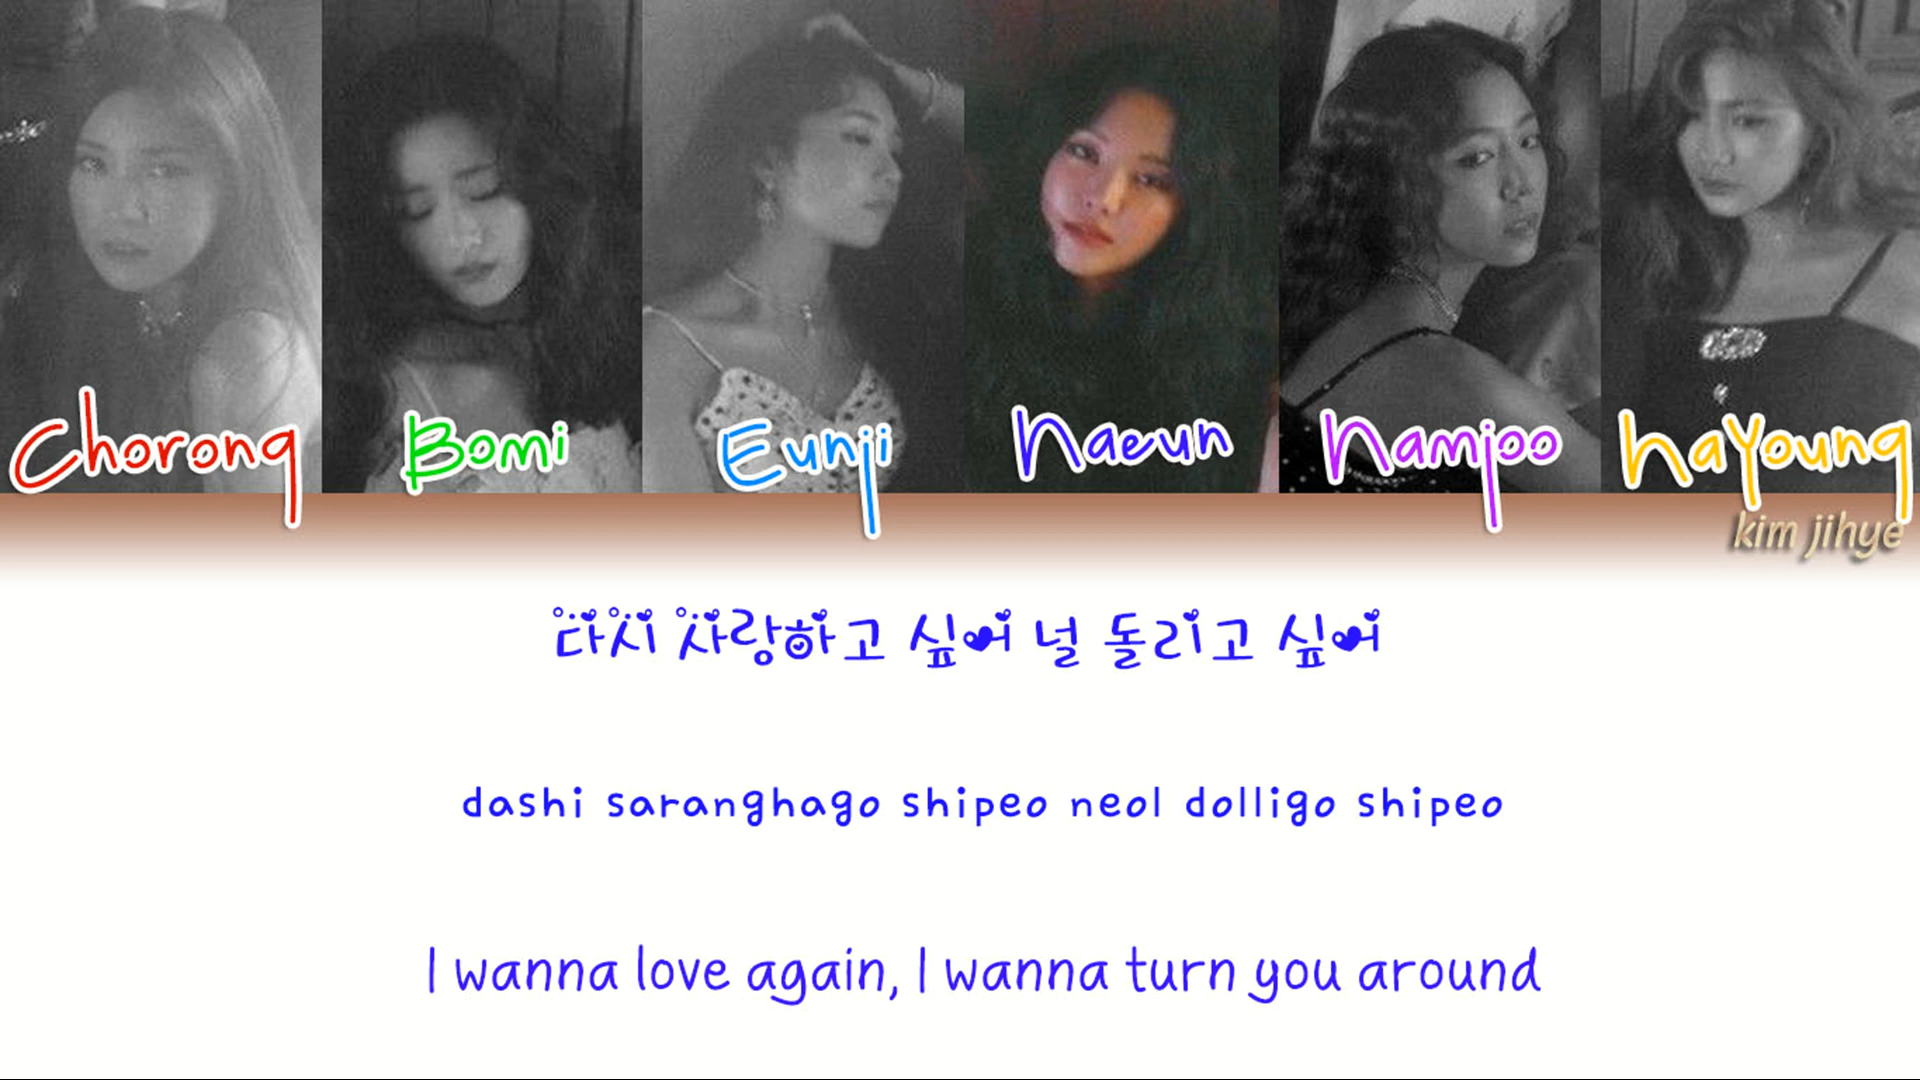 Chorong Bomi Eunji Naeun Namjoo HaYoung
kim jihye
다시 사랑하고 싶어 널 돌리고 싶어
dashi saranghago shipeo neol dolligo shipeo
I wanna love again, I wanna turn you around